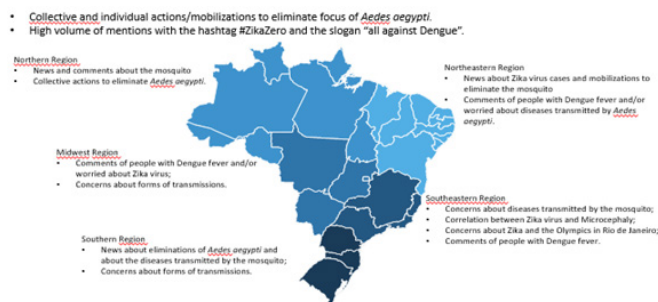 • Collective and individual actions/mobilizations to eliminate focus of Aedes aegypti.
• High volume of mentions with the hashtag #ZikaZero and the slogan “all against Dengue”.
Northern Region
• News and comments about the mosquito
• Collective actions to eliminate Aedes aegypti.
Northeastern Region
• News about Zika virus cases and mobilizations to
eliminate the mosquito
• Comments of people with Dengue fever and/or
worried about diseases transmitted by Aedes
aegypti.
Midwest Region
• Comments of people with Dengue fever and/or
worried about Zika virus;
• Concerns about forms of transmissions.
Southeastern Region
• Concerns about diseases transmitted by the mosquito;
• Correlation between Zika virus and Microcephaly;
• Concerns about Zika and the Olympics in Rio de Janeiro;
• Comments of people with Dengue fever.
Southern Region
• News about eliminations of Aedes aegypti and
about the diseases transmitted by the mosquito;
• Concerns about forms of transmissions.